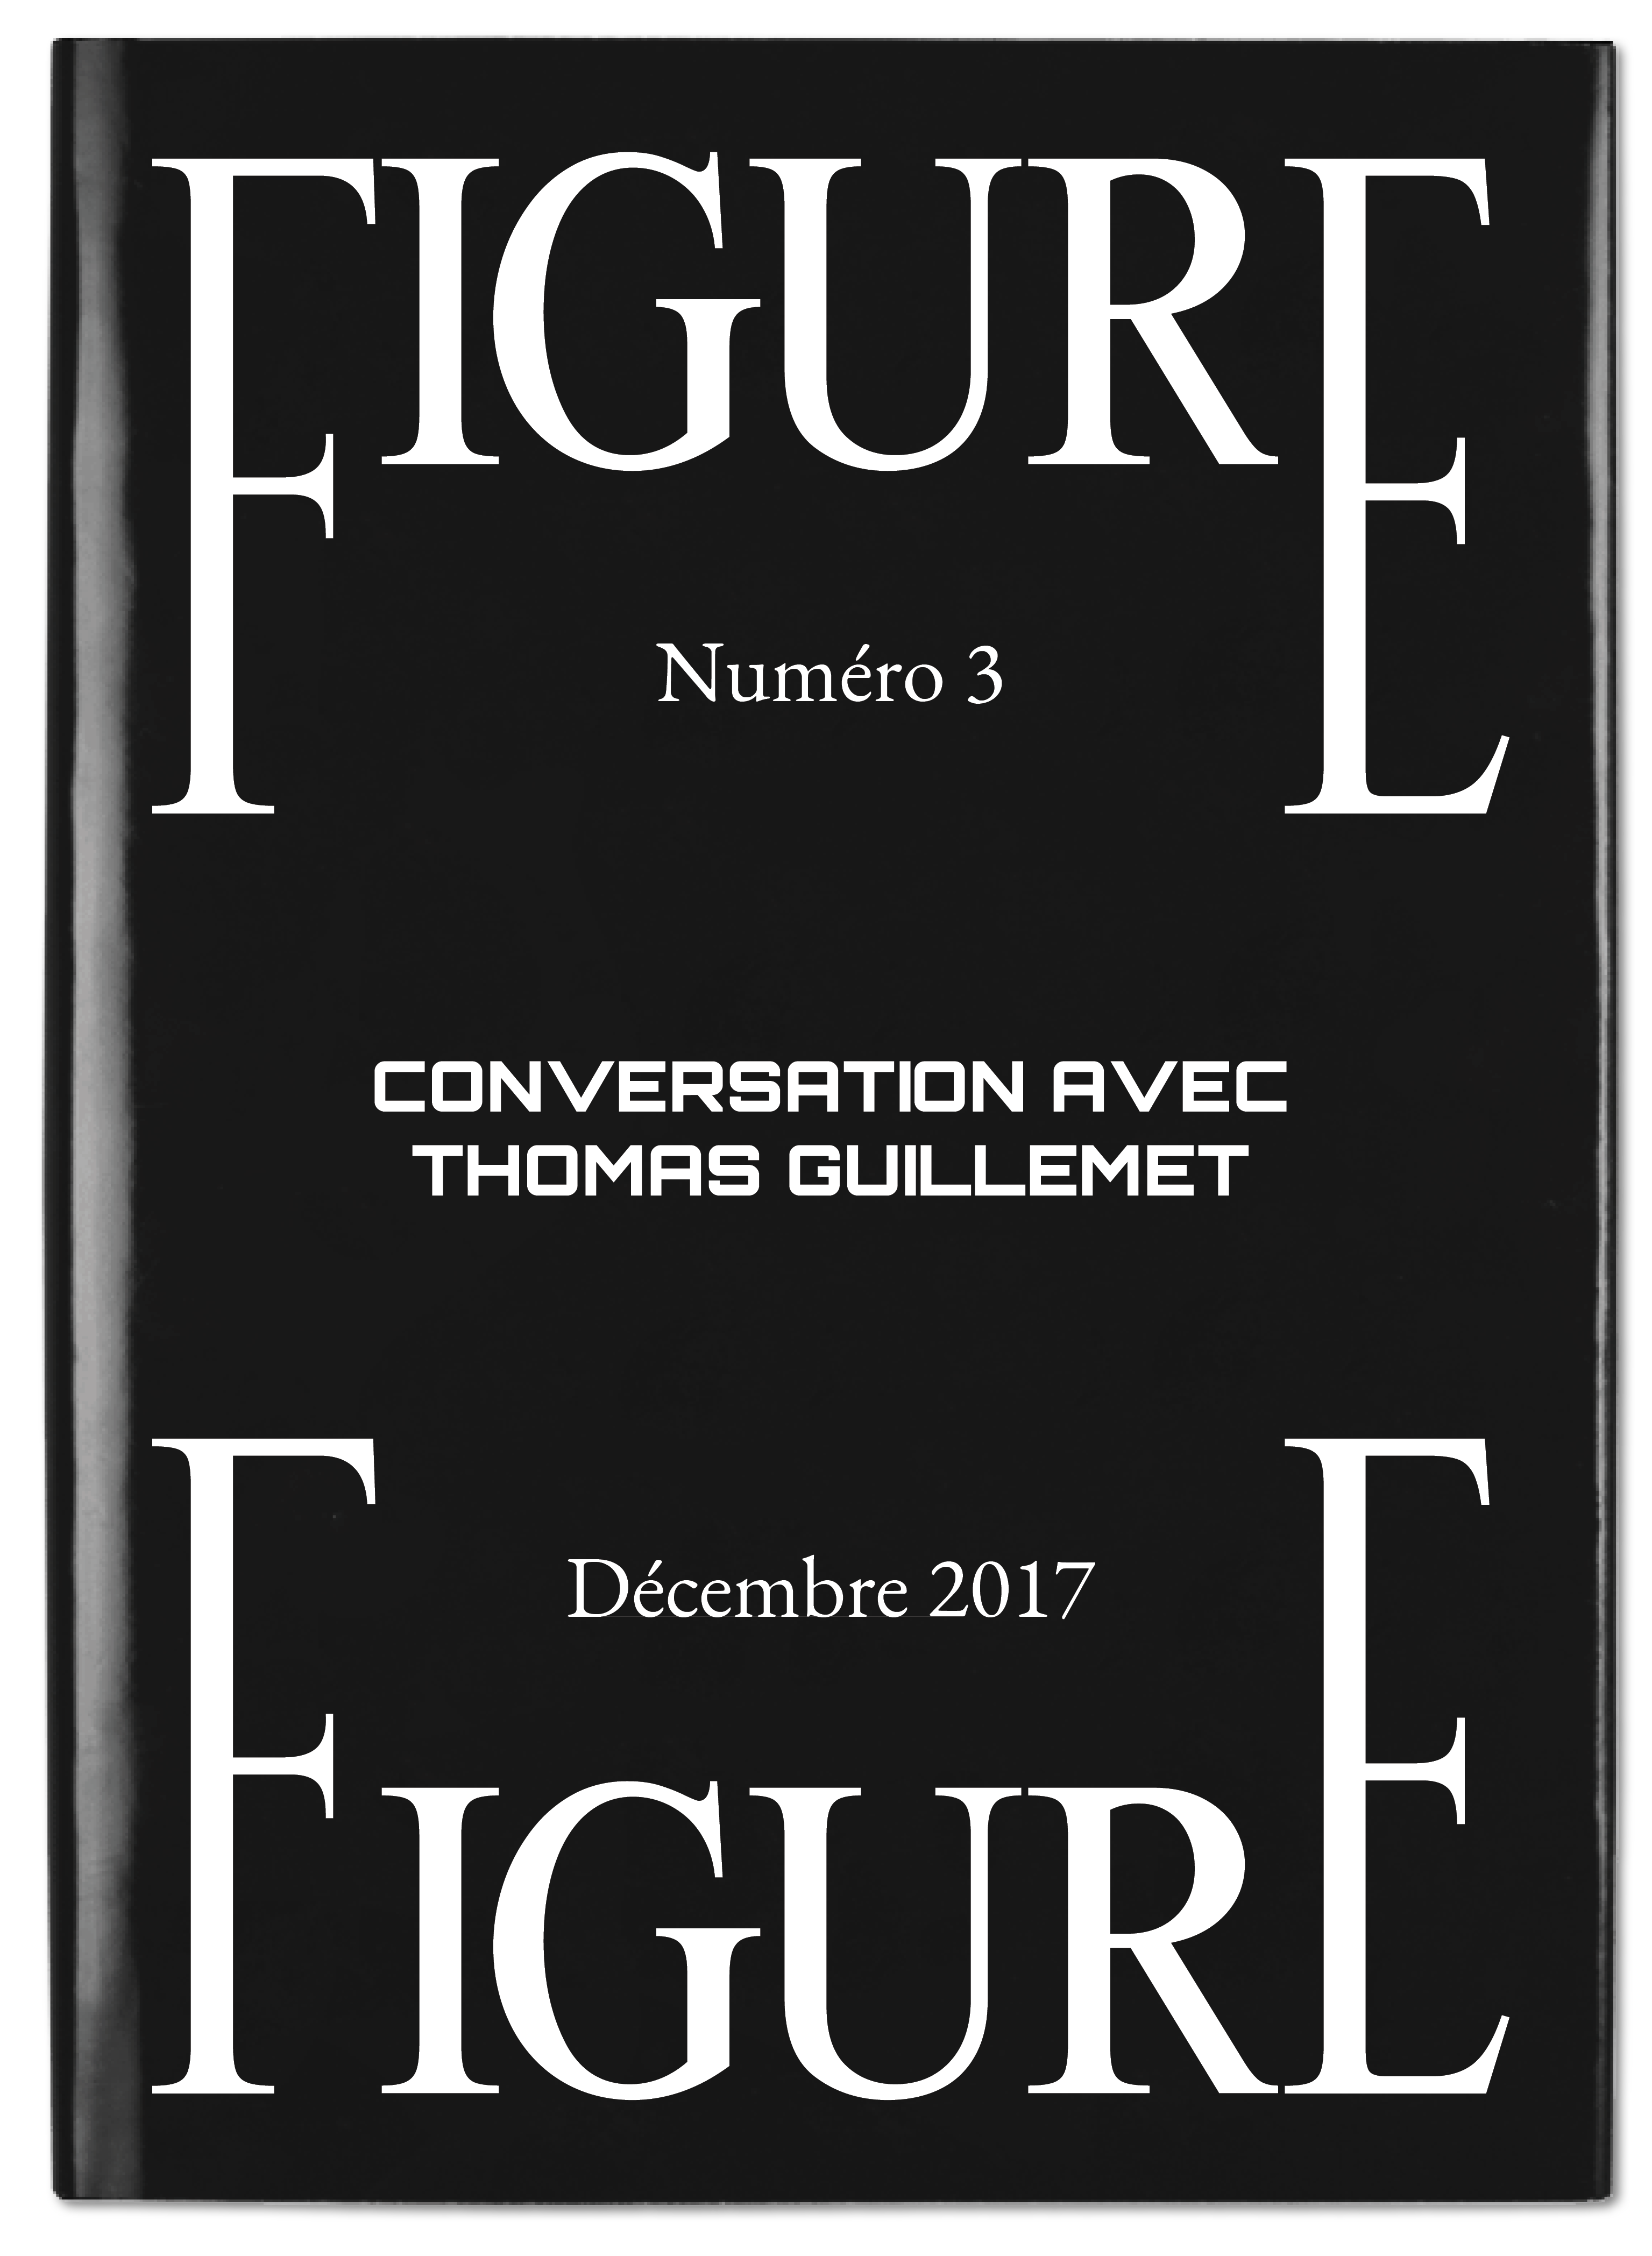 FIGURE
Numéro 3
CONVERSATION AVEC
THOMAS GUILLEMET
Décembre 2017
FIGURE